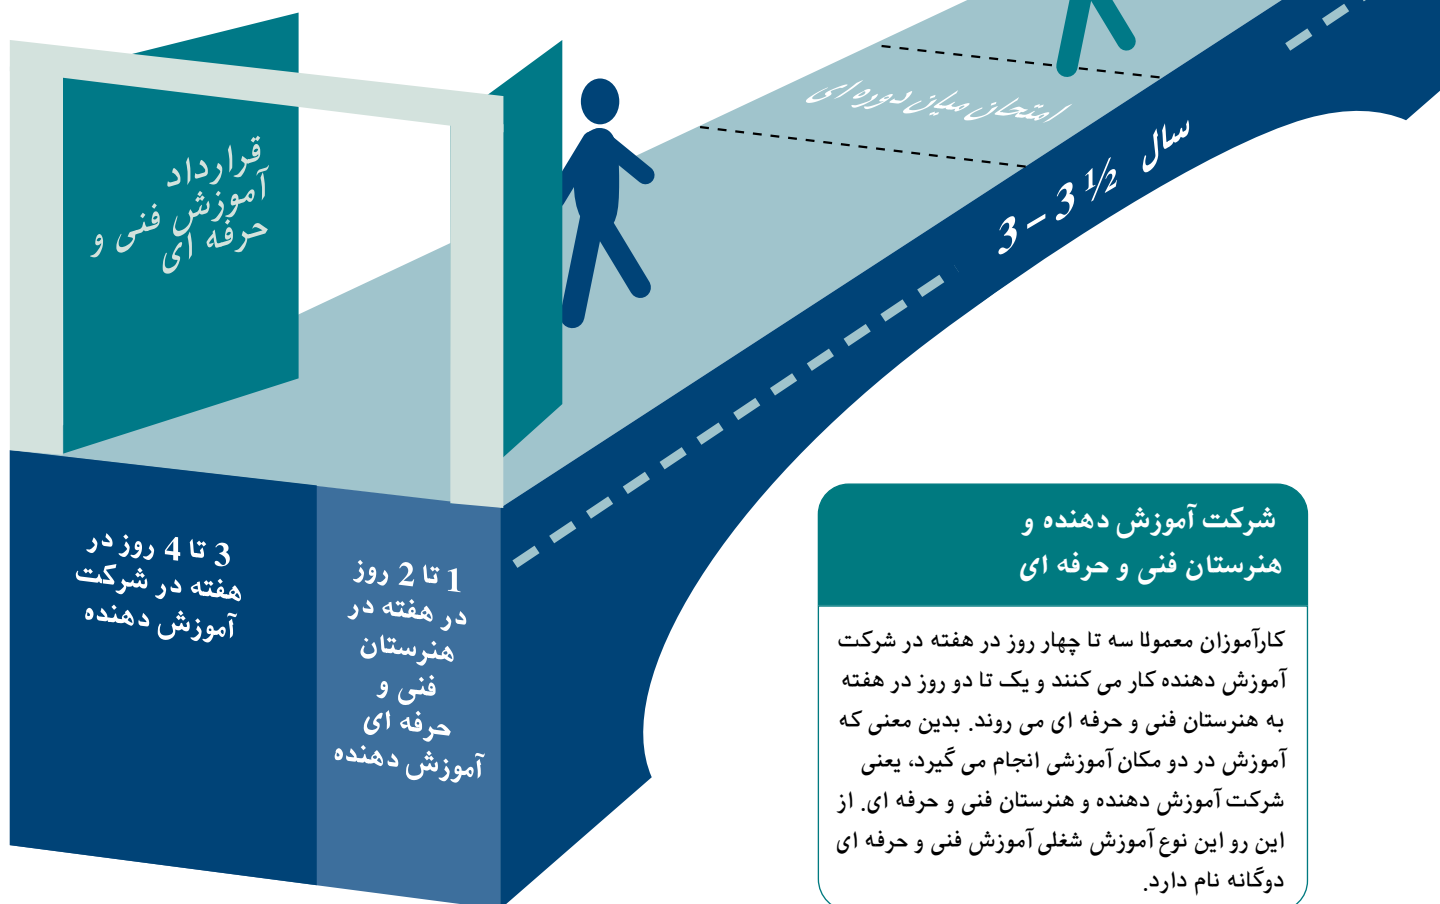 قرارداد
آموزش فنی و
حرفه ای
امتحان میان دوره ای
3 – 3 ½ سال
3 تا 4 روز در
هفته در شرکت
آموزش دهنده
1 تا 2 روز
در هفته در
هنرستان
فنی و
حرفه ای
آموزش دهنده
شرکت آموزش دهنده و
هنرستان فنی و حرفه ای
کارآموزان معمولا سه تا چهار روز در هفته در شرکت
آموزش دهنده کار می کنند و یک تا دو روز در هفته
به هنرستان فنی و حرفه ای می روند. بدین معنی که
آموزش در دو مکان آموزشی انجام می گیرد، یعنی
شرکت آموزش دهنده و هنرستان فنی و حرفه ای. از
این رو این نوع آموزش شغلی آموزش فنی و حرفه ای
دوگانه نام دارد.